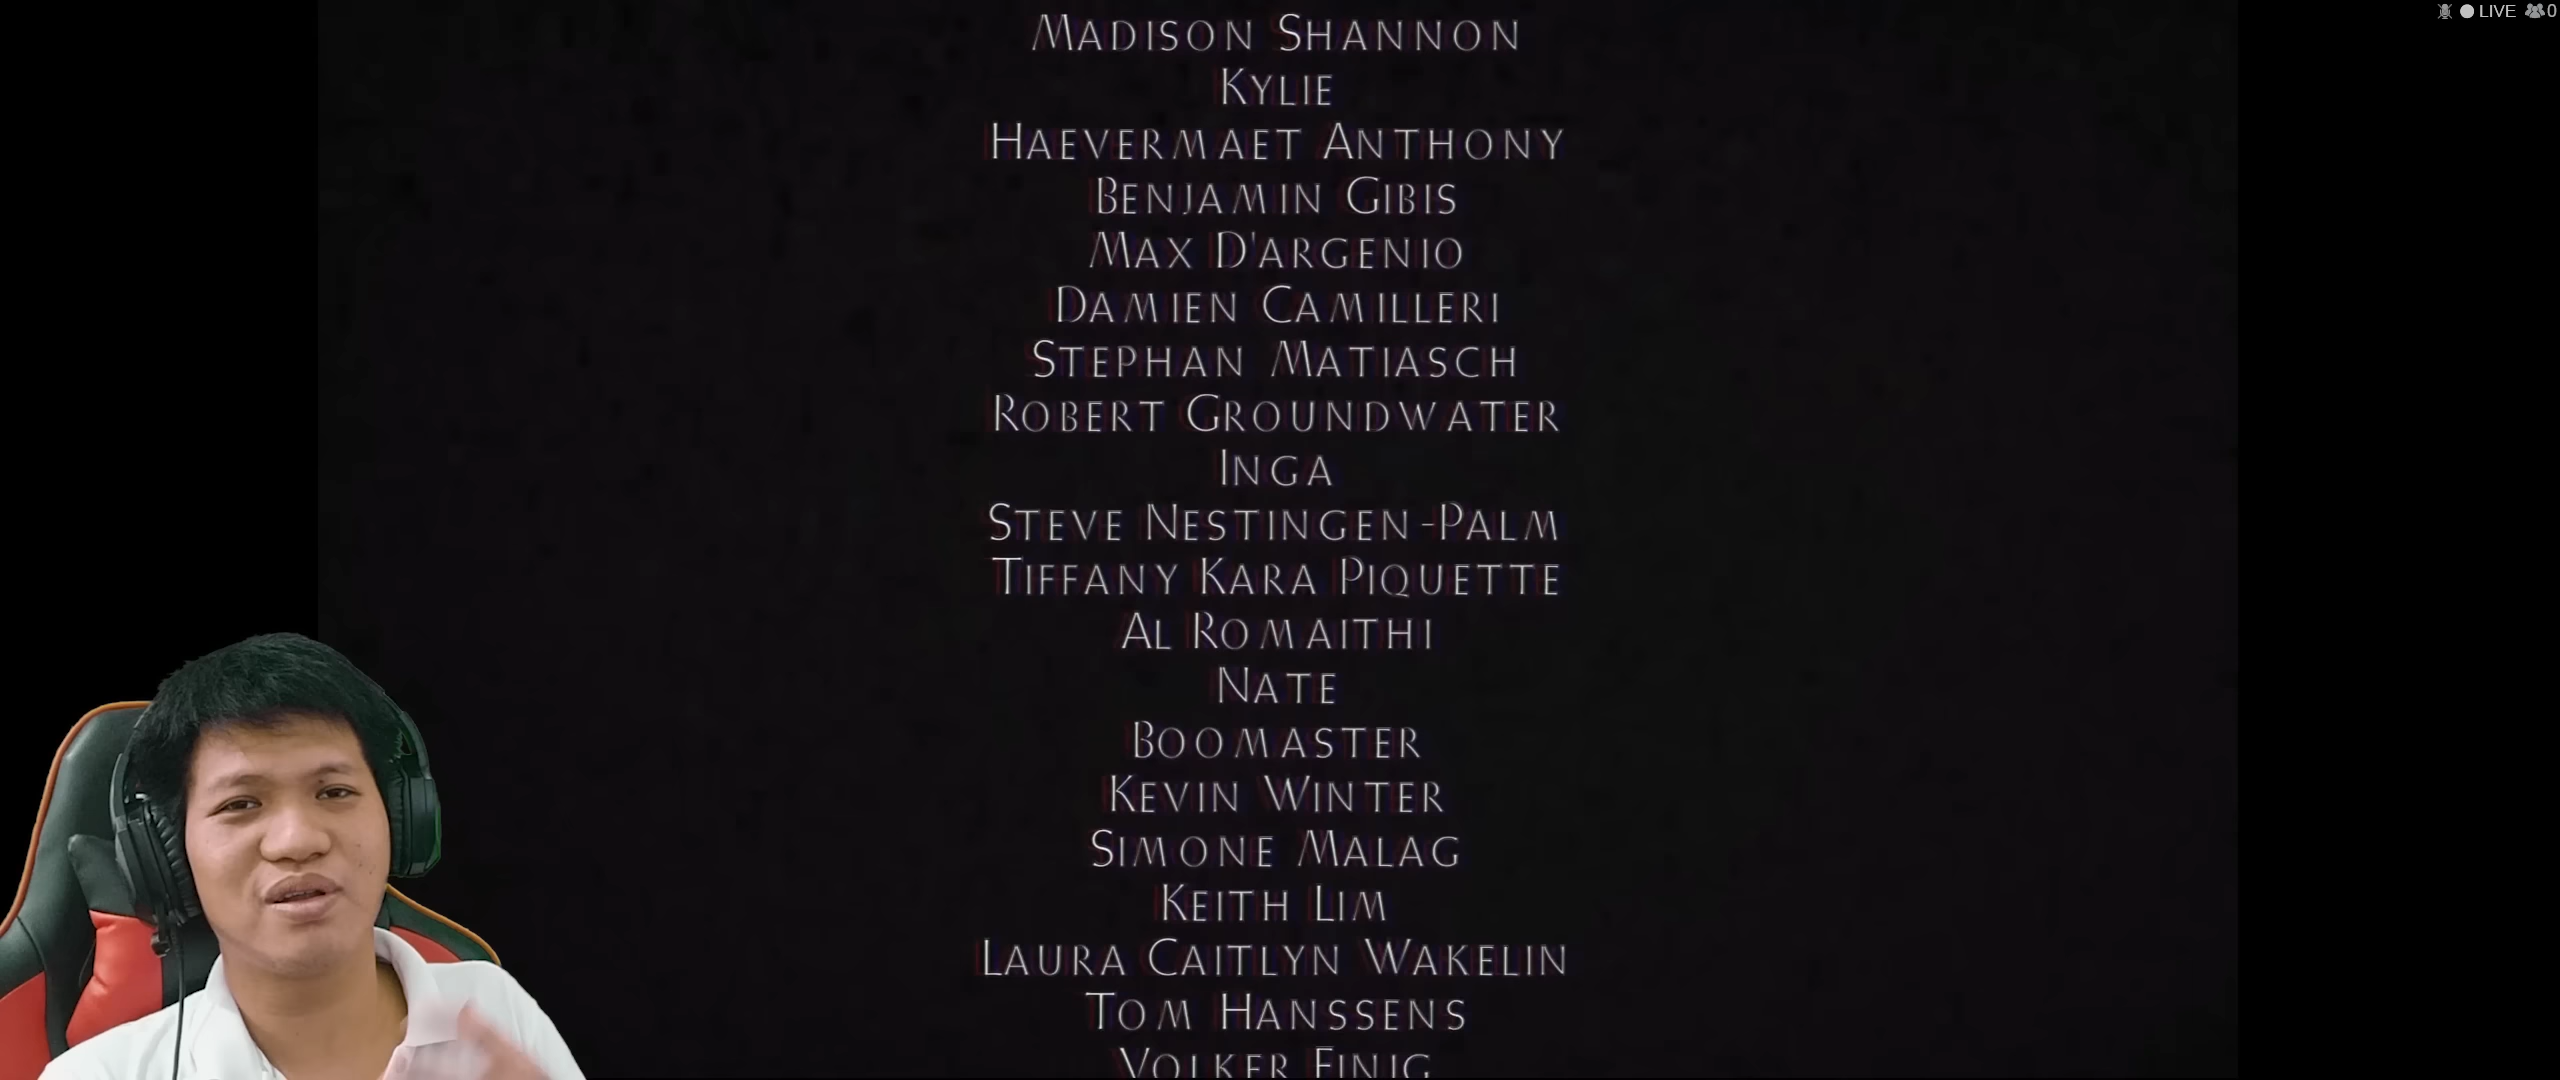 LIVE 0
Madison Shannon
Kylie
Haevermaet Anthony
Benjamin Gibis
Max D'argenio
Damien Camilleri
Stephan Matiasch
Robert Groundwater
Inga
Steve Nestingen-Palm
Tiffany Kara Piquette
Al Romaithi
Nate
Boomaster
Kevin Winter
Simone Malag
Keith Lim
Laura Caitlyn Wakelin
Tom Hanssens
Volker Einig